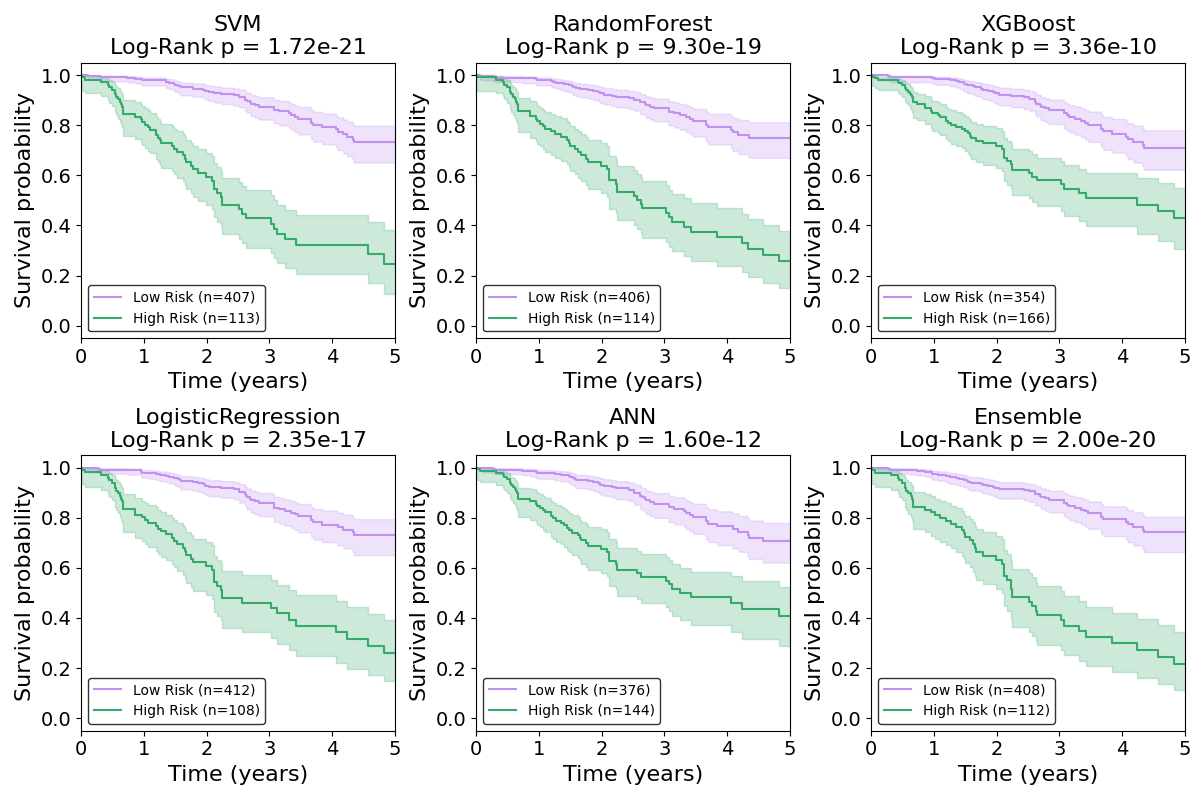 SVM
Log-Rank p = 1.72e-21
Survival probability
1.0
0.8
0.6
0.4
0.2
0.0
Low Risk (n=407)
High Risk (n=113)
0 1 2 3 4 5
Time (years)
RandomForest
Log-Rank p = 9.30e-19
Survival probability
1.0
0.8
0.6
0.4
0.2
0.0
Low Risk (n=406)
High Risk (n=114)
0 1 2 3 4 5
Time (years)
XGBoost
Log-Rank p = 3.36e-10
Survival probability
1.0
0.8
0.6
0.4
0.2
0.0
Low Risk (n=354)
High Risk (n=166)
0 1 2 3 4 5
Time (years)
LogisticRegression
Log-Rank p = 2.35e-17
Survival probability
1.0
0.8
0.6
0.4
0.2
0.0
Low Risk (n=412)
High Risk (n=108)
0 1 2 3 4 5
Time (years)
ANN
Log-Rank p = 1.60e-12
Survival probability
1.0
0.8
0.6
0.4
0.2
0.0
Low Risk (n=376)
High Risk (n=144)
0 1 2 3 4 5
Time (years)
Ensemble
Log-Rank p = 2.00e-20
Survival probability
1.0
0.8
0.6
0.4
0.2
0.0
Low Risk (n=408)
High Risk (n=112)
0 1 2 3 4 5
Time (years)